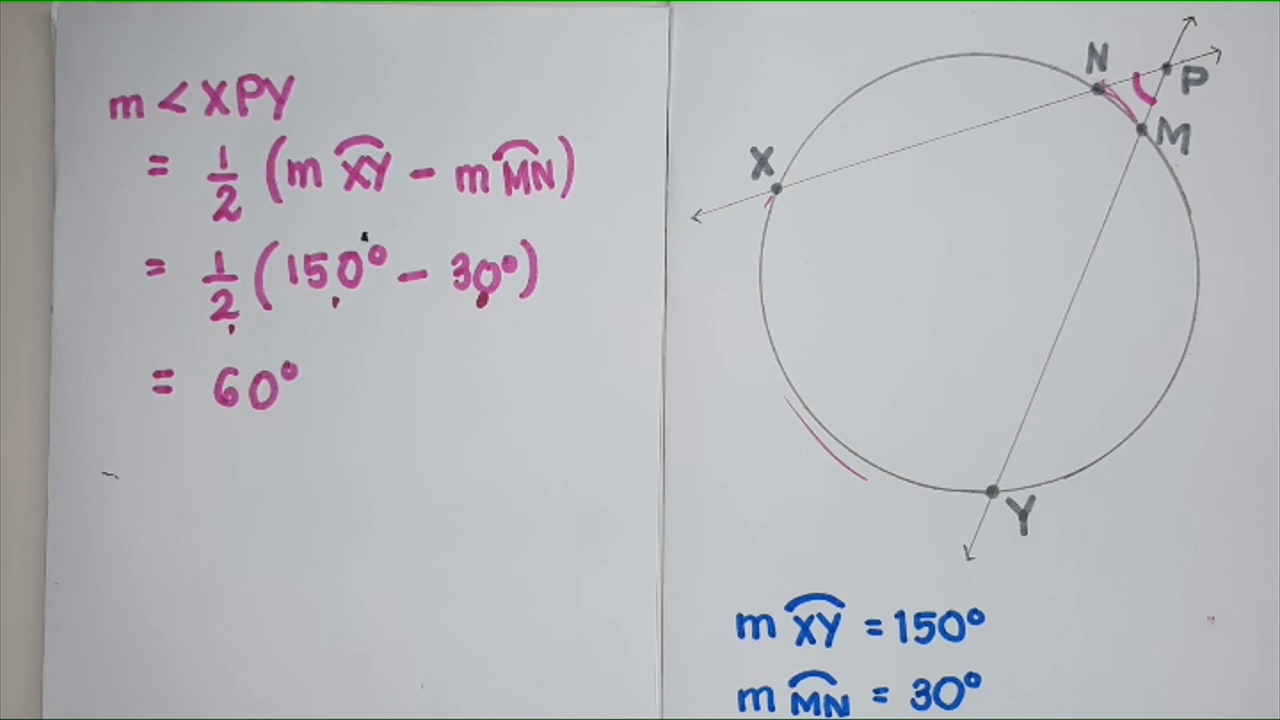 m < XPY
= 1/2 (m XY - m MN)
= 1/2 (150° - 30°)
= 60°
N
P
M
X
Y
m XY = 150°
m MN = 30°